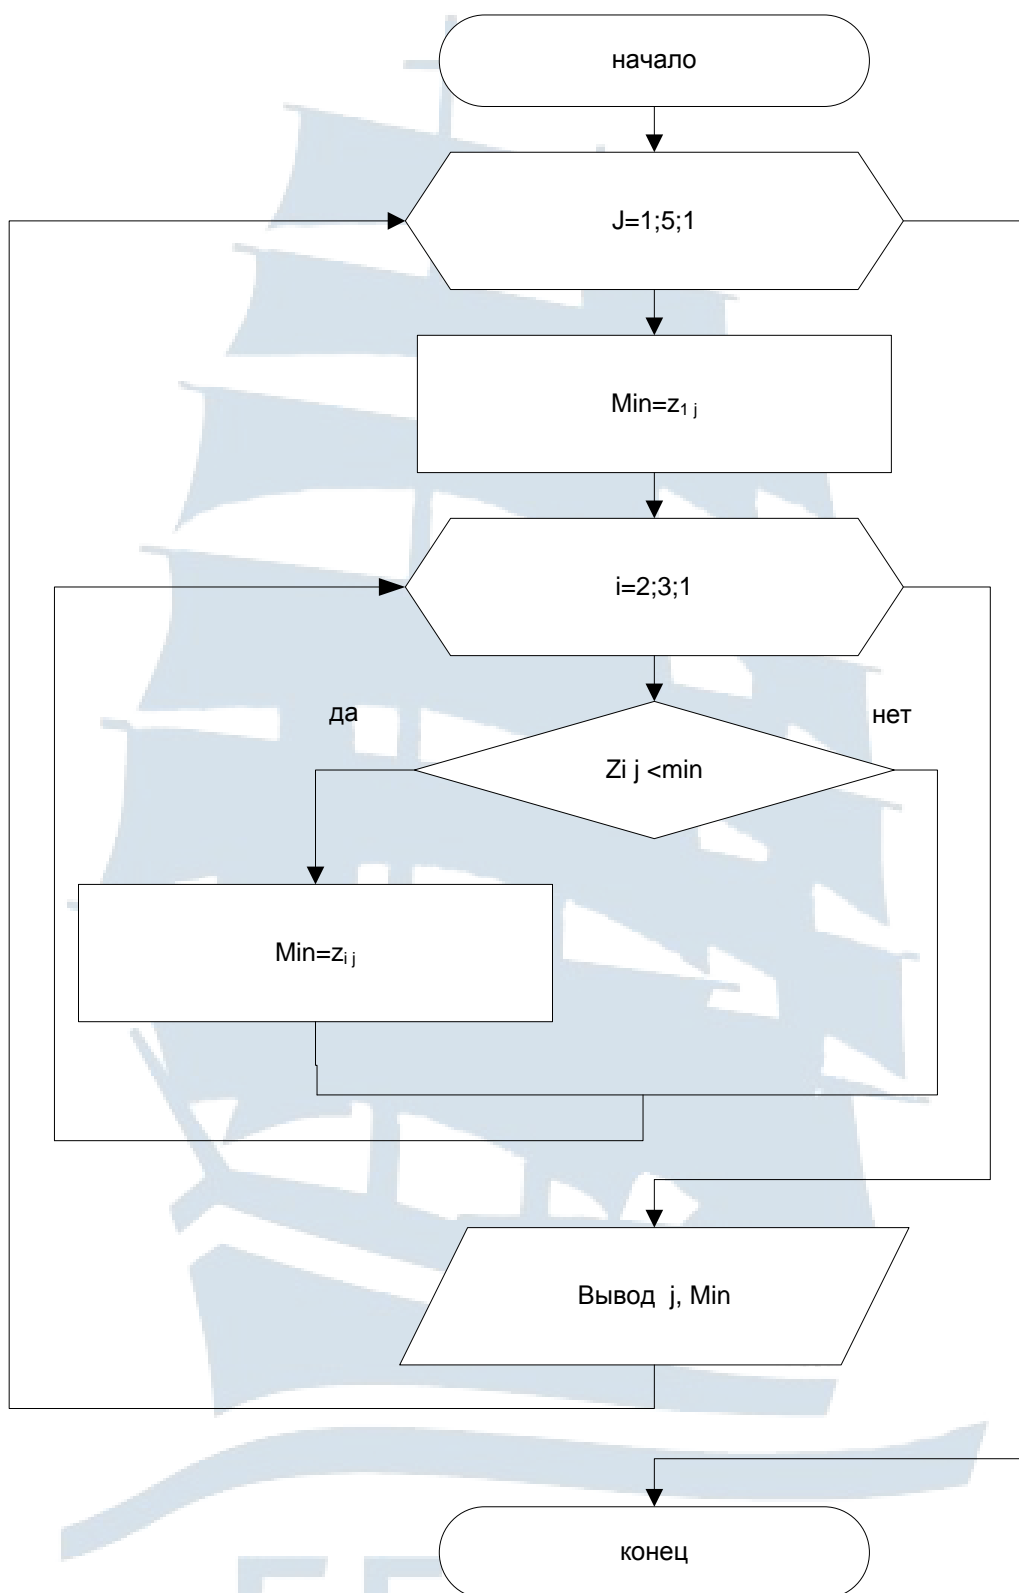 начало
J=1;5;1
Min=z1 j
i=2;3;1
да
нет
Zi j <min
Min=zi j
Вывод j, Min
конец